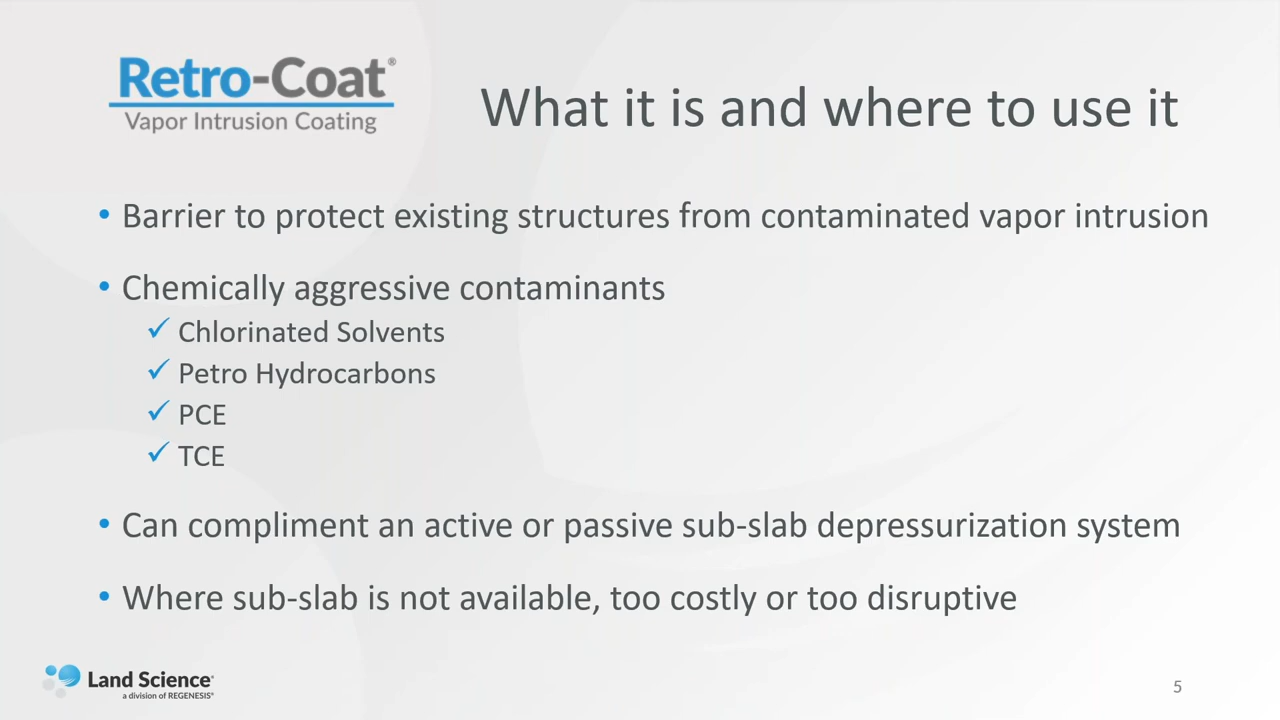 Retro-Coat®
Vapor Intrusion Coating
What it is and where to use it
• Barrier to protect existing structures from contaminated vapor intrusion
• Chemically aggressive contaminants
✓ Chlorinated Solvents
✓ Petro Hydrocarbons
✓ PCE
✓ TCE
• Can compliment an active or passive sub-slab depressurization system
• Where sub-slab is not available, too costly or too disruptive
Land Science®
a division of REGENESIS®
5